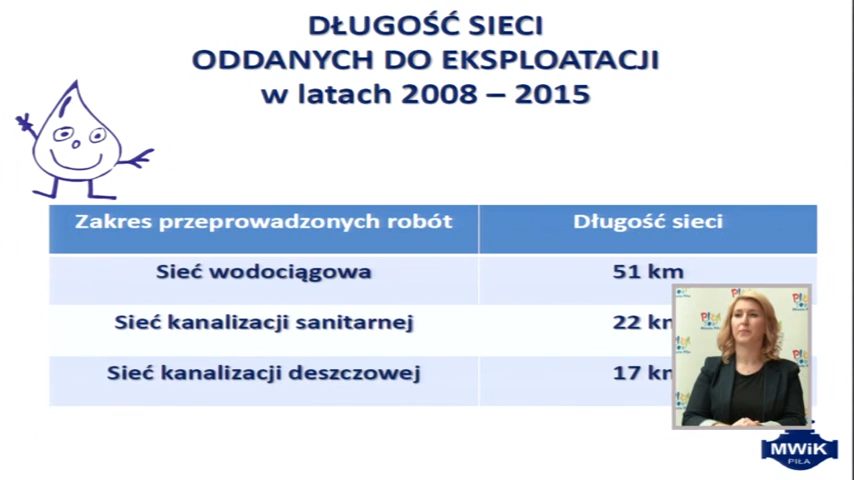 DŁUGOŚĆ SIECI
ODDANYCH DO EKSPLOATACJI
w latach 2008 – 2015
Zakres przeprowadzonych robót Długość sieci
Sieć wodociągowa 51 km
Sieć kanalizacji sanitarnej 22
Sieć kanalizacji deszczowej 17
MWiK
PIŁA